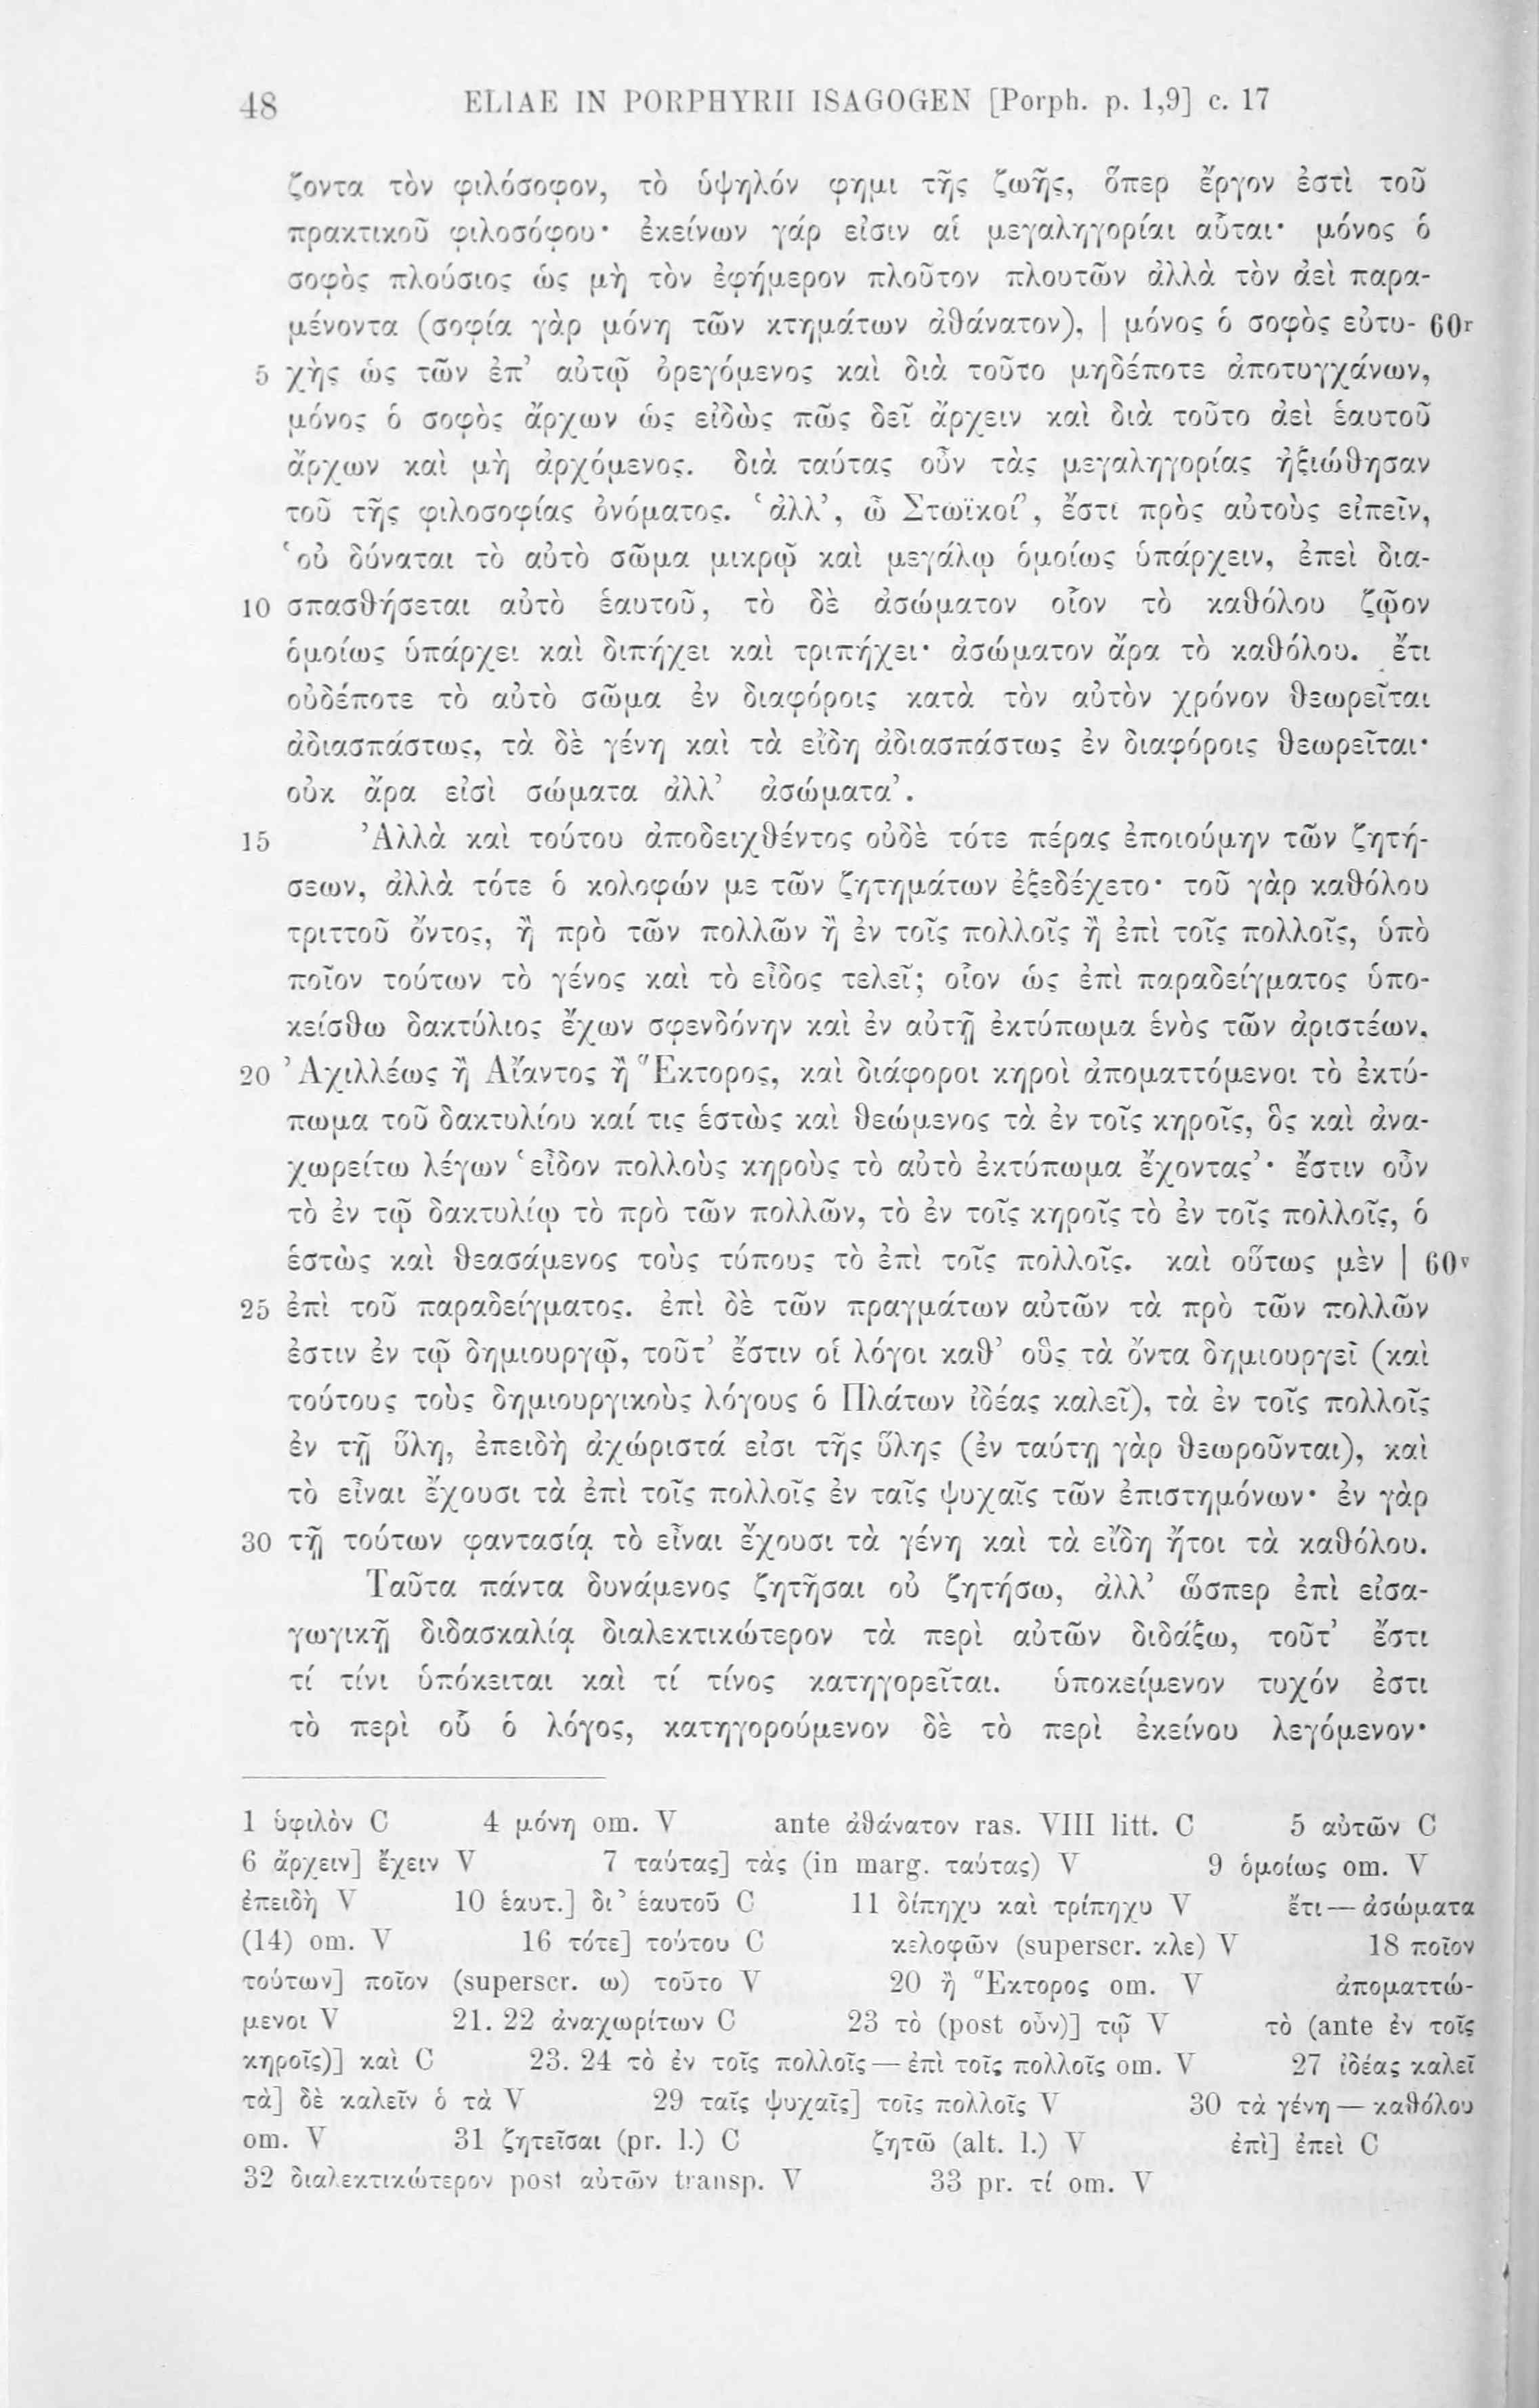 48 ELIAE IN PORPHYRII ISAGOGEN [Porph. p. 1,9] c. 17
ζοντα τὸν φιλόσοφον, τὸ ὑψηλόν φημι τῆς ζωῆς, ὅπερ ἔργον ἐστὶ τοῦ
πρακτικοῦ φιλοσόφου· ἐκείνων γάρ εἰσιν αἱ μεγαληγορίαι αὗται· μόνος ὁ
σοφὸς πλούσιος ὡς μὴ τὸν ἐφήμερον πλοῦτον πλουτῶν ἀλλὰ τὸν ἀεὶ παρα-
μένοντα (σοφία γὰρ μόνη τῶν κτημάτων ἀθάνατον), | μόνος ὁ σοφὸς εὐτυ- 60r
5 χὴς ὡς τῶν ἐπ’ αὐτῷ ὀρεγόμενος καὶ διὰ τοῦτο μηδέποτε ἀποτυγχάνων,
μόνος ὁ σοφὸς ἄρχων ὡς εἰδὼς πῶς δεῖ ἄρχειν καὶ διὰ τοῦτο ἀεὶ ἑαυτοῦ
ἄρχων καὶ μὴ ἀρχόμενος. διὰ ταύτας οὖν τὰς μεγαληγορίας ἠξιώθησαν
τοῦ τῆς φιλοσοφίας ὀνόματος. ‘ἀλλ’, ὦ Στωϊκοί’, ἔστι πρὸς αὐτοὺς εἰπεῖν,
‘οὐ δύναται τὸ αὐτὸ σῶμα μικρῷ καὶ μεγάλῳ ὁμοίως ὑπάρχειν, ἐπεὶ δια-
10 σπασθήσεται αὐτὸ ἑαυτοῦ, τὸ δὲ ἀσώματον οἷον τὸ καθόλου ζῷον
ὁμοίως ὑπάρχει καὶ διπήχει καὶ τριπήχει· ἀσώματον ἄρα τὸ καθόλου. ἔτι
οὐδέποτε τὸ αὐτὸ σῶμα ἐν διαφόροις κατὰ τὸν αὐτὸν χρόνον θεωρεῖται
ἀδιασπάστως, τὰ δὲ γένη καὶ τὰ εἴδη ἀδιασπάστως ἐν διαφόροις θεωρεῖται·
οὐκ ἄρα εἰσὶ σώματα ἀλλ’ ἀσώματα’.
15 Ἀλλὰ καὶ τούτου ἀποδειχθέντος οὐδὲ τότε πέρας ἐποιούμην τῶν ζητή-
σεων, ἀλλὰ τότε ὁ κολοφών με τῶν ζητημάτων ἐξεδέχετο· τοῦ γὰρ καθόλου
τριττοῦ ὄντος, ἢ πρὸ τῶν πολλῶν ἢ ἐν τοῖς πολλοῖς ἢ ἐπὶ τοῖς πολλοῖς, ὑπὸ
ποῖον τούτων τὸ γένος καὶ τὸ εἶδος τελεῖ; οἷον ὡς ἐπὶ παραδείγματος ὑπο-
κείσθω δακτύλιος ἔχων σφενδόνην καὶ ἐν αὐτῇ ἐκτύπωμα ἑνὸς τῶν ἀριστέων,
20 Ἀχιλλέως ἢ Αἴαντος ἢ Ἕκτορος, καὶ διάφοροι κηροὶ ἀποματτόμενοι τὸ ἐκτύ-
πωμα τοῦ δακτυλίου καί τις ἑστὼς καὶ θεώμενος τὰ ἐν τοῖς κηροῖς, ὃς καὶ ἀνα-
χωρείτω λέγων ‘εἶδον πολλοὺς κηροὺς τὸ αὐτὸ ἐκτύπωμα ἔχοντας’· ἔστιν οὖν
τὸ ἐν τῷ δακτυλίῳ τὸ πρὸ τῶν πολλῶν, τὸ ἐν τοῖς κηροῖς τὸ ἐν τοῖς πολλοῖς, ὁ
ἑστὼς καὶ θεασάμενος τοὺς τύπους τὸ ἐπὶ τοῖς πολλοῖς. καὶ οὕτως μὲν | 60v
25 ἐπὶ τοῦ παραδείγματος. ἐπὶ δὲ τῶν πραγμάτων αὐτῶν τὰ πρὸ τῶν πολλῶν
ἐστιν ἐν τῷ δημιουργῷ, τοῦτ’ ἔστιν οἱ λόγοι καθ’ οὓς τὰ ὄντα δημιουργεῖ (καὶ
τούτους τοὺς δημιουργικοὺς λόγους ὁ Πλάτων ἰδέας καλεῖ), τὰ ἐν τοῖς πολλοῖς
ἐν τῇ ὕλῃ, ἐπειδὴ ἀχώριστά εἰσι τῆς ὕλης (ἐν ταύτῃ γὰρ θεωροῦνται), καὶ
τὸ εἶναι ἔχουσι τὰ ἐπὶ τοῖς πολλοῖς ἐν ταῖς ψυχαῖς τῶν ἐπιστημόνων· ἐν γὰρ
30 τῇ τούτων φαντασίᾳ τὸ εἶναι ἔχουσι τὰ γένη καὶ τὰ εἴδη ἤτοι τὰ καθόλου.
Ταῦτα πάντα δυνάμενος ζητῆσαι οὐ ζητήσω, ἀλλ’ ὥσπερ ἐπὶ εἰσα-
γωγικῇ διδασκαλίᾳ διαλεκτικώτερον τὰ περὶ αὐτῶν διδάξω, τοῦτ’ ἔστι
τί τίνι ὑπόκειται καὶ τί τίνος κατηγορεῖται. ὑποκείμενον τυχόν ἐστι
τὸ περὶ οὗ ὁ λόγος, κατηγορούμενον δὲ τὸ περὶ ἐκείνου λεγόμενον·
1 ὑφιλὸν C 4 μόνη om. V ante ἀθάνατον ras. VIII litt. C 5 αὐτῶν C
6 ἄρχειν] ἔχειν V 7 ταύτας] τὰς (in marg. ταύτας) V 9 ὁμοίως om. V
ἐπειδὴ V 10 ἑαυτ.] δι’ ἑαυτοῦ C 11 δίπηχυ καὶ τρίπηχυ V ἔτι — ἀσώματα
(14) om. V 16 τότε] τούτου C κελοφῶν (superscr. κλε) V 18 ποῖον
τούτων] ποῖον (superscr. ω) τοῦτο V 20 ἢ Ἕκτορος om. V ἀποματτώ-
μενοι V 21. 22 ἀναχωρίτων C 23 τὸ (post οὖν)] τῷ V τὸ (ante ἐν τοῖς
κηροῖς)] καὶ C 23. 24 τὸ ἐν τοῖς πολλοῖς — ἐπὶ τοῖς πολλοῖς om. V 27 ἰδέας καλεῖ
τὰ] δὲ καλεῖν ὁ τὰ V 29 ταῖς ψυχαῖς] τοῖς πολλοῖς V 30 τὰ γένη — καθόλου
om. V 31 ζητεῖσαι (pr. l.) C ζητῶ (alt. l.) V ἐπὶ] ἐπεὶ C
32 διαλεκτικώτερον post αὐτῶν transp. V 33 pr. τί om. V